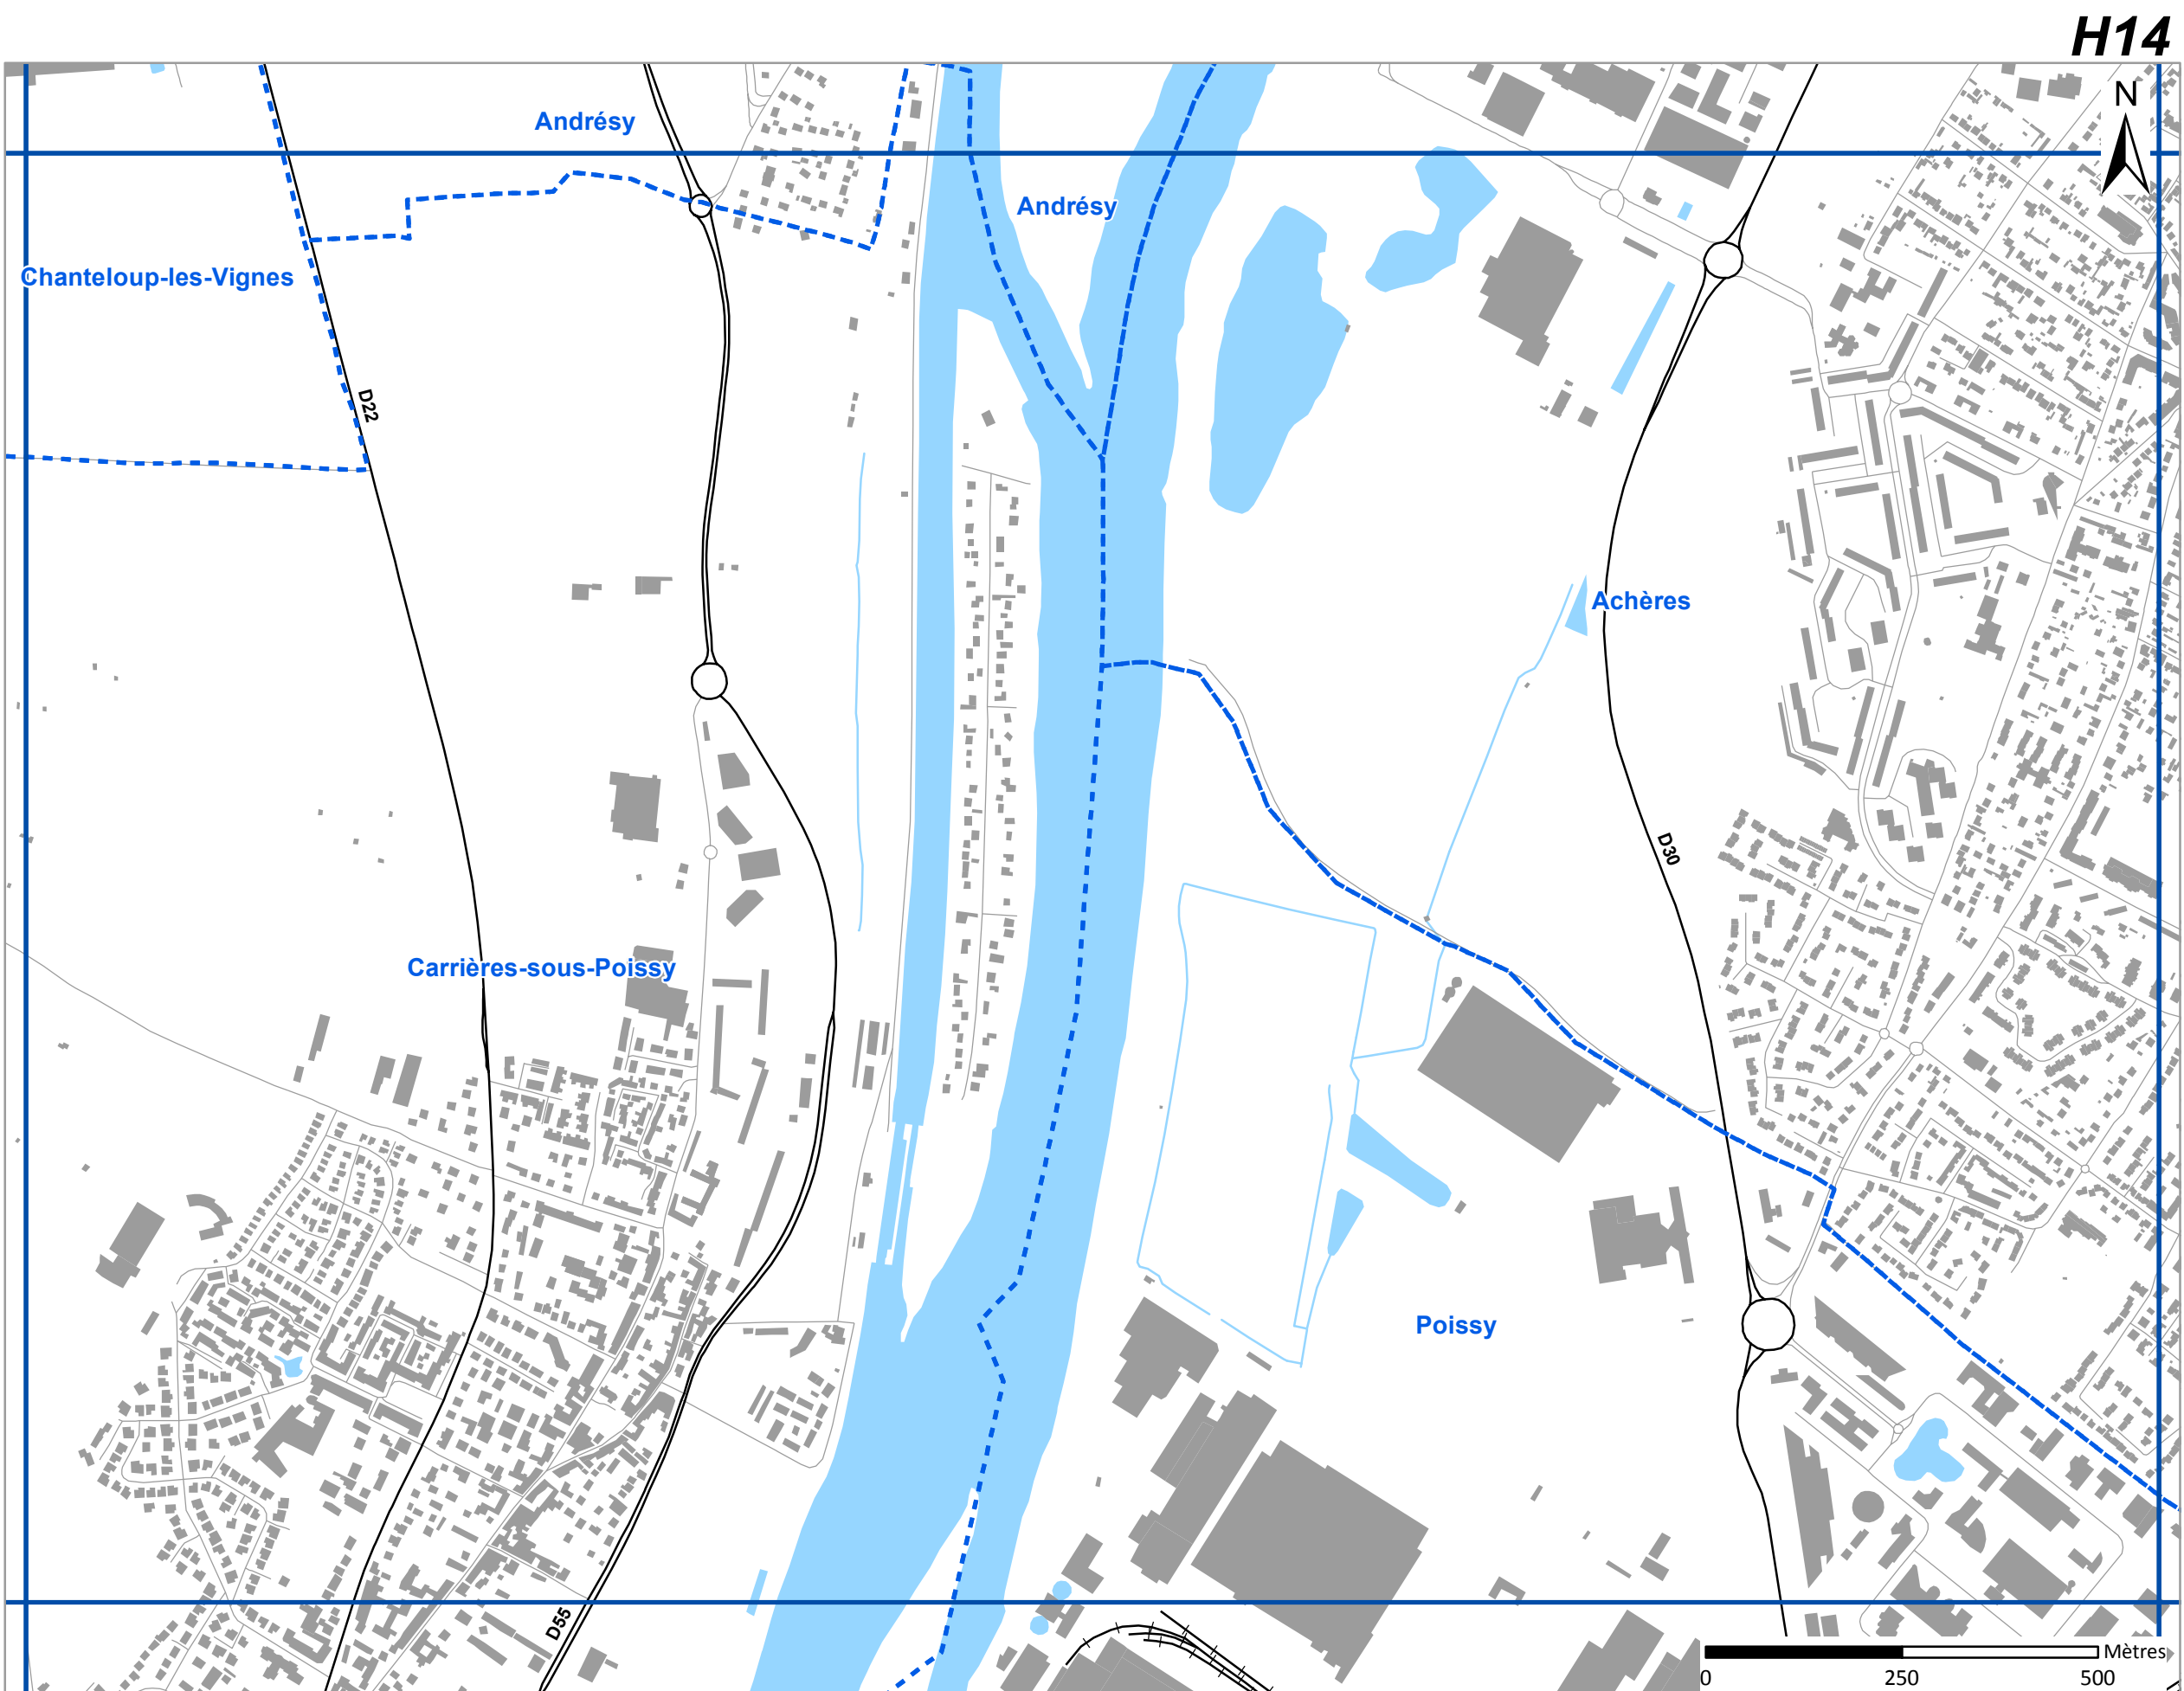 H14
N
Andrésy
Andrésy
Chanteloup-les-Vignes
D22
Achères
D30
Carrières-sous-Poissy
Poissy
D55
Mètres
0 250 500